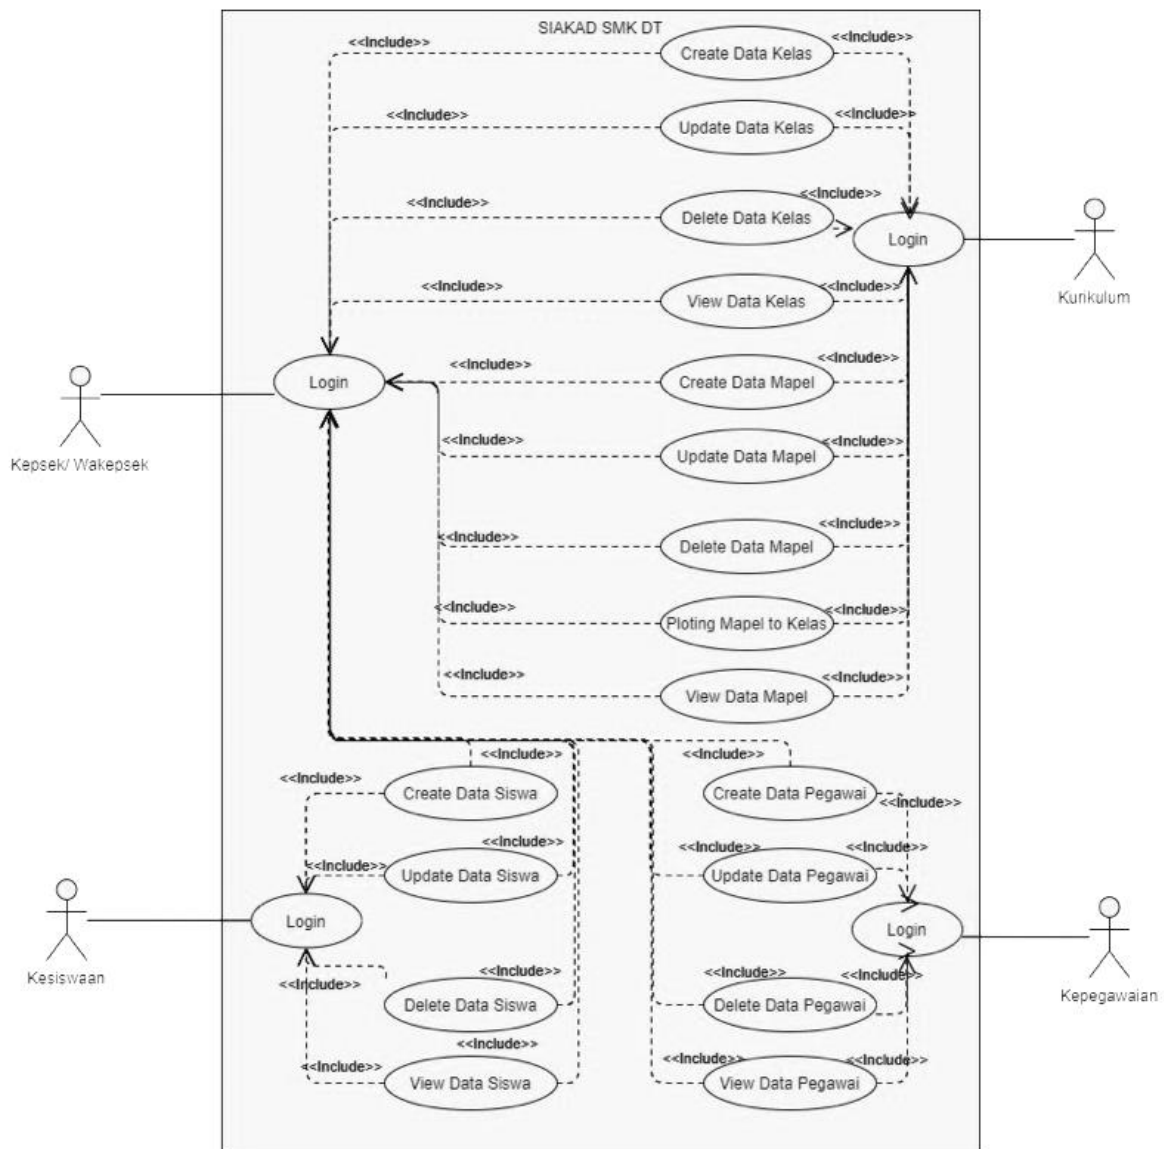 SIAKAD SMK DT
<<Include>>
Create Data Kelas
<<Include>>
<<Include>>
Update Data Kelas
<<Include>>
<<Include>>
Delete Data Kelas
<<Include>>
Login
Kurikulum
<<Include>>
View Data Kelas
<<Include>>
Login
Kepsek/ Wakepsek
<<Include>>
Create Data Mapel
<<Include>>
<<Include>>
Update Data Mapel
<<Include>>
<<Include>>
Delete Data Mapel
<<Include>>
<<Include>>
Ploting Mapel to Kelas
<<Include>>
<<Include>>
View Data Mapel
<<Include>>
<<Include>>
<<Include>>
<<Include>>
Create Data Siswa
Create Data Pegawai
<<Include>>
<<Include>>
<<Include>>
Update Data Siswa
<<Include>>
Update Data Pegawai
<<Include>>
Login
Kesiswaan
Login
Kepegawaian
<<Include>>
<<Include>>
Delete Data Siswa
<<Include>>
Delete Data Pegawai
<<Include>>
<<Include>>
<<Include>>
View Data Siswa
<<Include>>
View Data Pegawai
<<Include>>